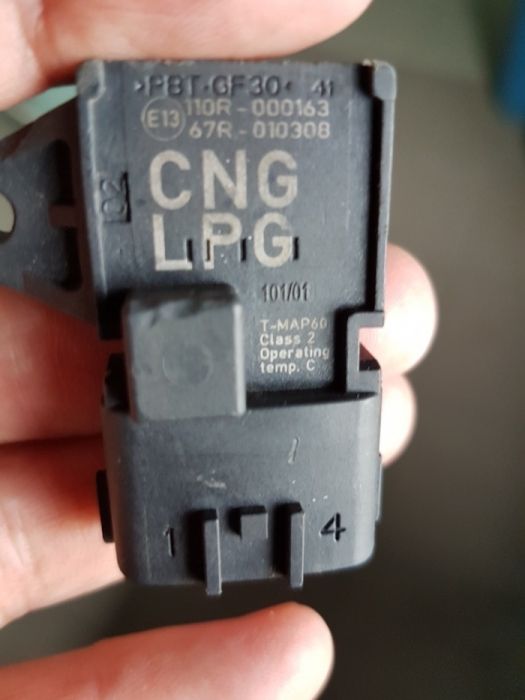 >PBT-GF30< 41
E13 110R-000163
67R-010308
D2
CNG
LPG
101/01
T-MAP60
Class 2
Operating
temp. C
1 4